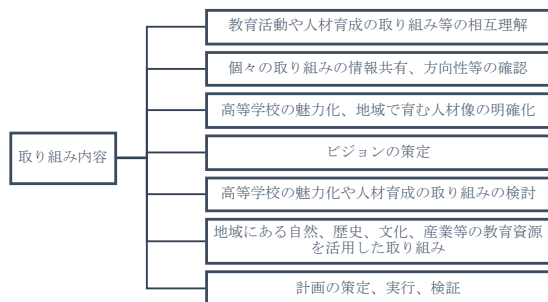 教育活動や人材育成の取り組み等の相互理解
個々の取り組みの情報共有、方向性等の確認
高等学校の魅力化、地域で育む人材像の明確化
取り組み内容
ビジョンの策定
高等学校の魅力化や人材育成の取り組みの検討
地域にある自然、歴史、文化、産業等の教育資源
を活用した取り組み
計画の策定、実行、検証